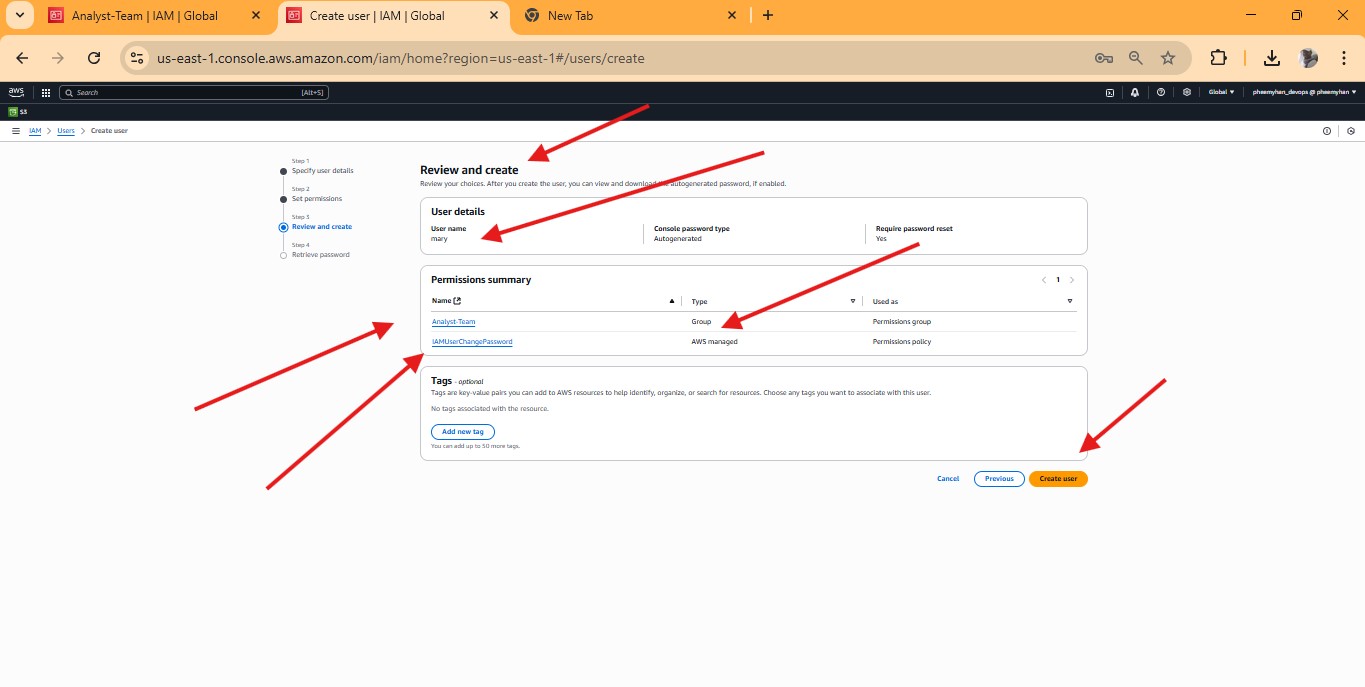 Analyst-Team | IAM | Global
Create user | IAM | Global
New Tab
us-east-1.console.aws.amazon.com/iam/home?region=us-east-1#/users/create
aws
Search
[Alt+S]
Global
pheemyhan_devops @ pheemyhan
S3
IAM > Users > Create user
Step 1
Specify user details
Step 2
Set permissions
Step 3
Review and create
Step 4
Retrieve password
Review and create
Review your choices. After you create the user, you can view and download the autogenerated password, if enabled.
User details
User name
mary
Console password type
Autogenerated
Require password reset
Yes
Permissions summary
1
Name Type Used as
Analyst-Team Group Permissions group
IAMUserChangePassword AWS managed Permissions policy
Tags - optional
Tags are key-value pairs you can add to AWS resources to help identify, organize, or search for resources. Choose any tags you want to associate with this user.
No tags associated with the resource.
Add new tag
You can add up to 50 more tags.
Cancel Previous Create user